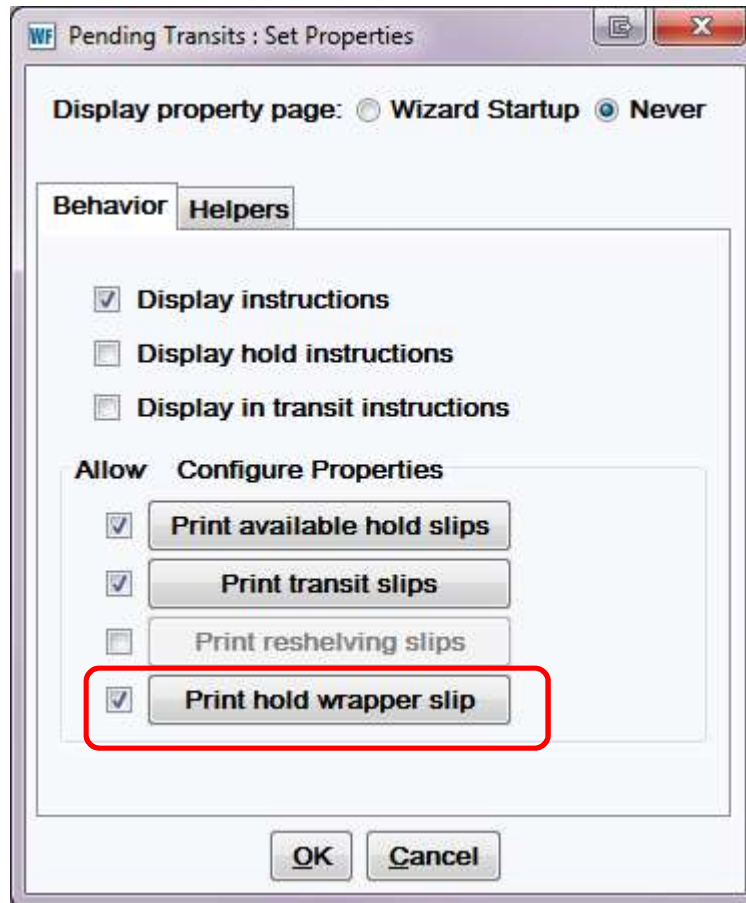 WF Pending Transits : Set Properties
Display property page: Wizard Startup Never
Behavior Helpers
Display instructions
Display hold instructions
Display in transit instructions
Allow Configure Properties
Print available hold slips
Print transit slips
Print reshelving slips
Print hold wrapper slip
OK Cancel